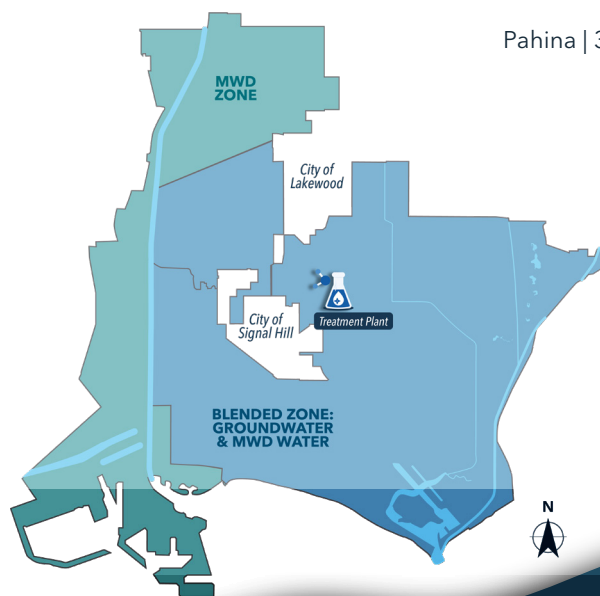 Pahina | 3
MWD
ZONE
City of
Lakewood
City of
Signal Hill
Treatment Plant
BLENDED ZONE:
GROUNDWATER
& MWD WATER
N